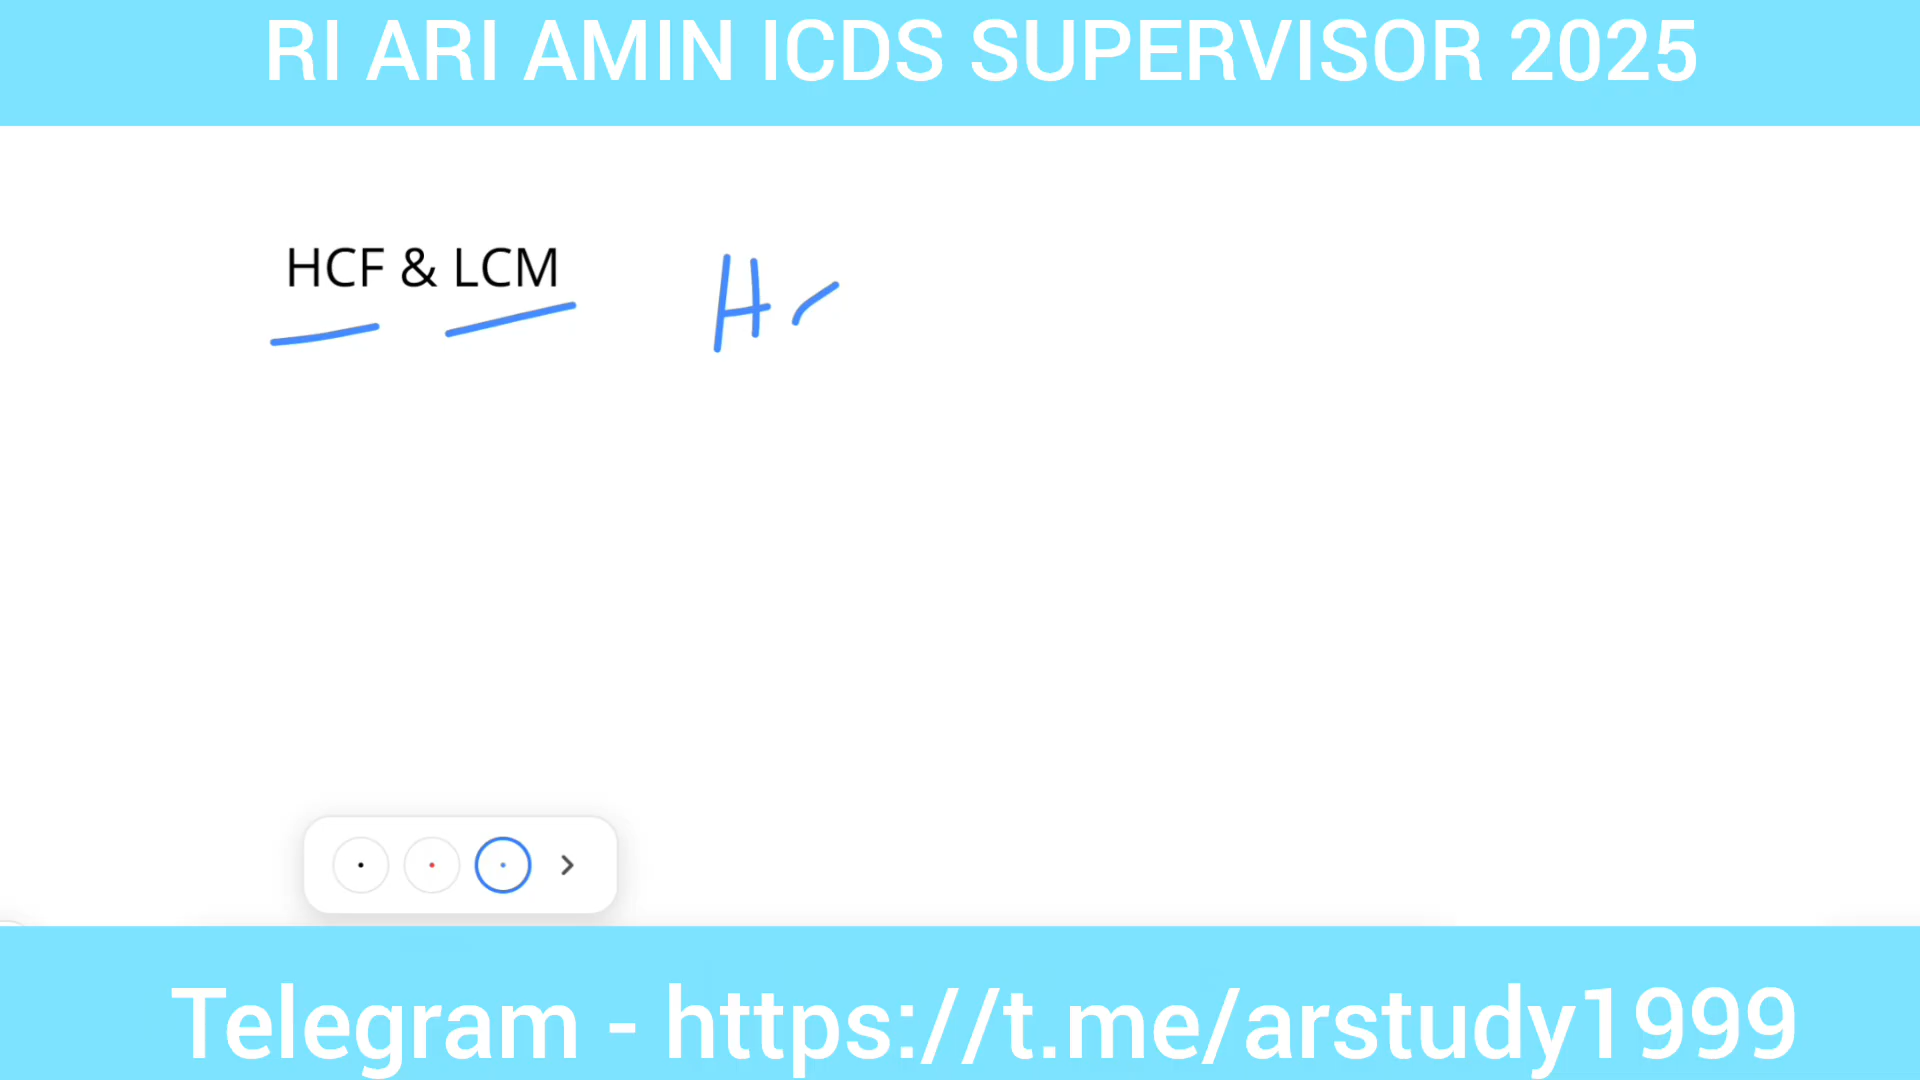 RI ARI AMIN ICDS SUPERVISOR 2025
HCF & LCM H
Telegram - https://t.me/arstudy1999